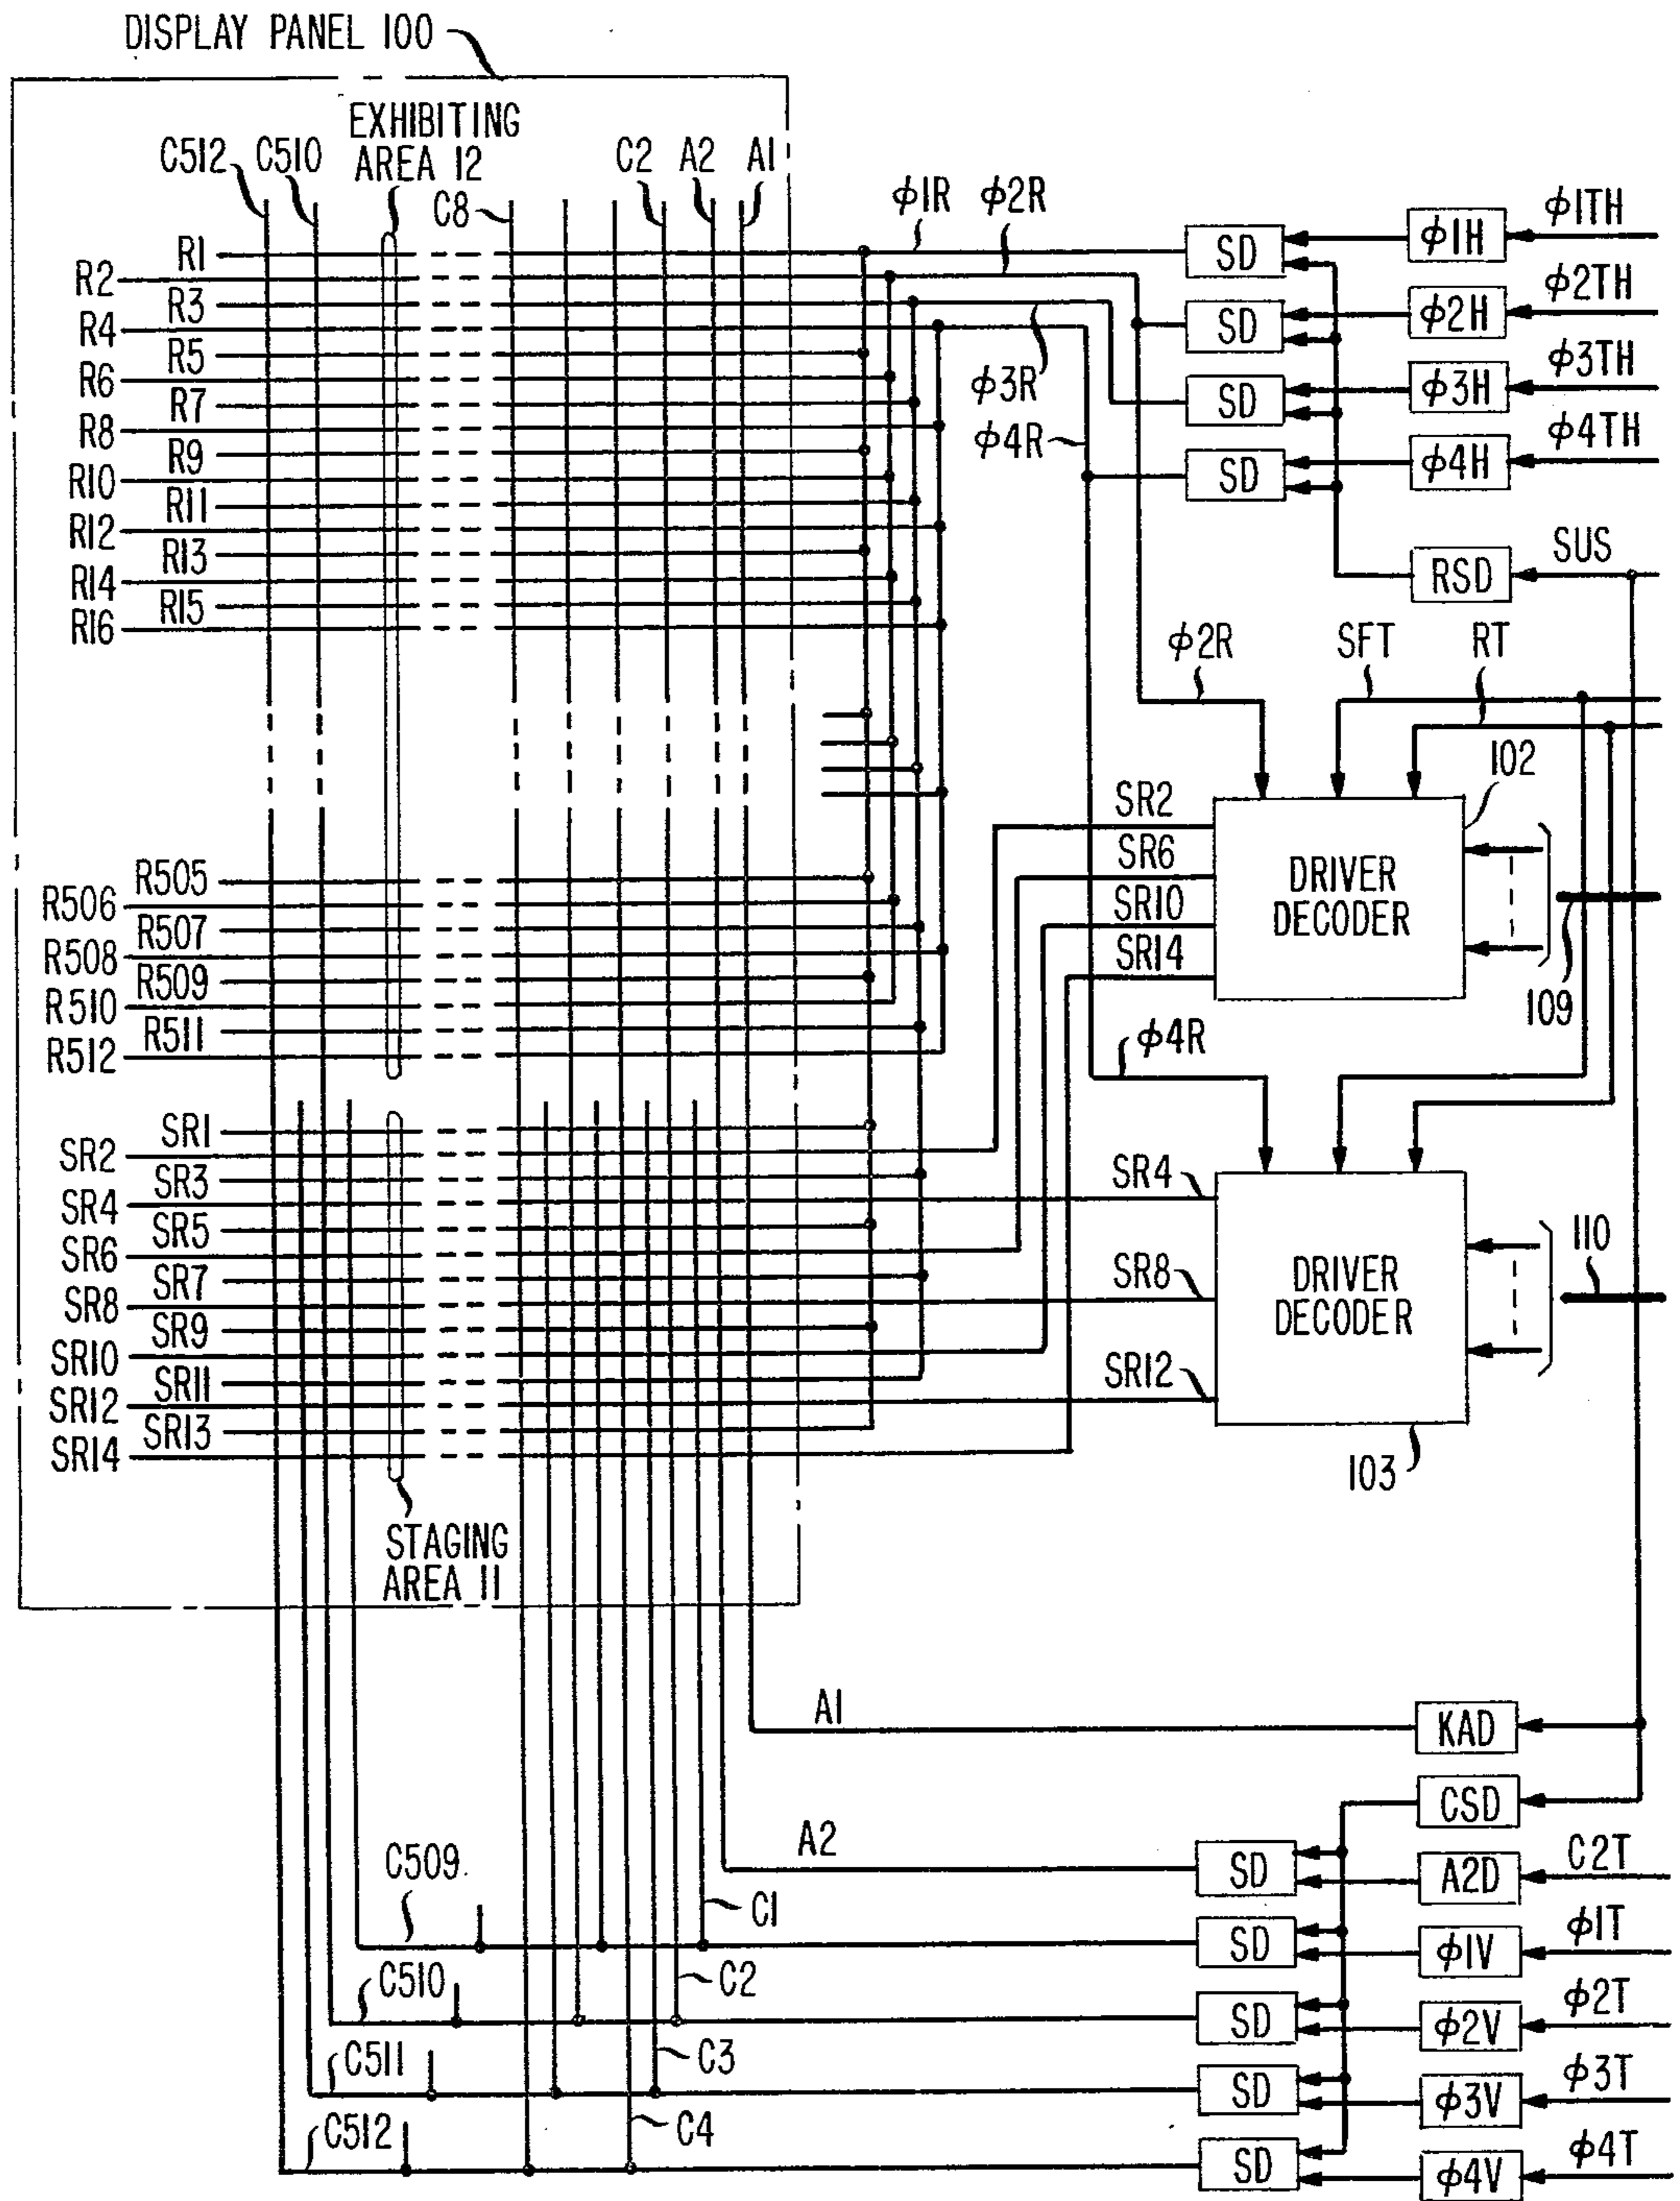 DISPLAY PANEL 100
EXHIBITING
AREA 12
C512
C510
C8
C2
A2
A1
R1
R2
R3
R4
R5
R6
R7
R8
R9
R10
R11
R12
R13
R14
R15
R16
R505
R506
R507
R508
R509
R510
R511
R512
SR1
SR2
SR3
SR4
SR5
SR6
SR7
SR8
SR9
SR10
SR11
SR12
SR13
SR14
STAGING
AREA 11
ϕ1R
ϕ2R
ϕ3R
ϕ4R
SD
ϕ1H
ϕ1TH
SD
ϕ2H
ϕ2TH
SD
ϕ3H
ϕ3TH
SD
ϕ4H
ϕ4TH
RSD
SUS
ϕ2R
SFT
RT
102
SR2
SR6
SR10
SR14
DRIVER
DECODER
109
ϕ4R
SR4
SR8
SR12
DRIVER
DECODER
110
103
A1
KAD
CSD
A2
SD
A2D
C2T
C509
C1
SD
ϕ1V
ϕ1T
C510
C2
SD
ϕ2V
ϕ2T
C511
C3
SD
ϕ3V
ϕ3T
C512
C4
SD
ϕ4V
ϕ4T